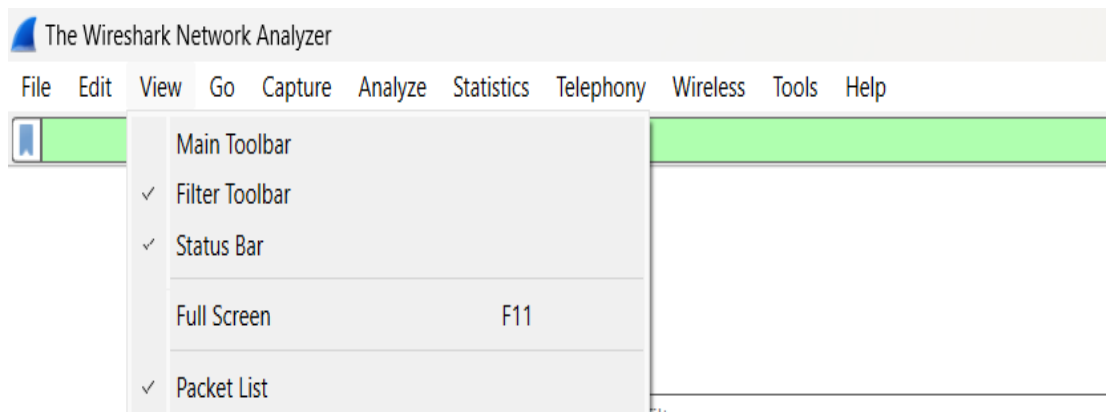 The Wireshark Network Analyzer
File Edit View Go Capture Analyze Statistics Telephony Wireless Tools Help
Main Toolbar
Filter Toolbar
Status Bar
Full Screen F11
Packet List